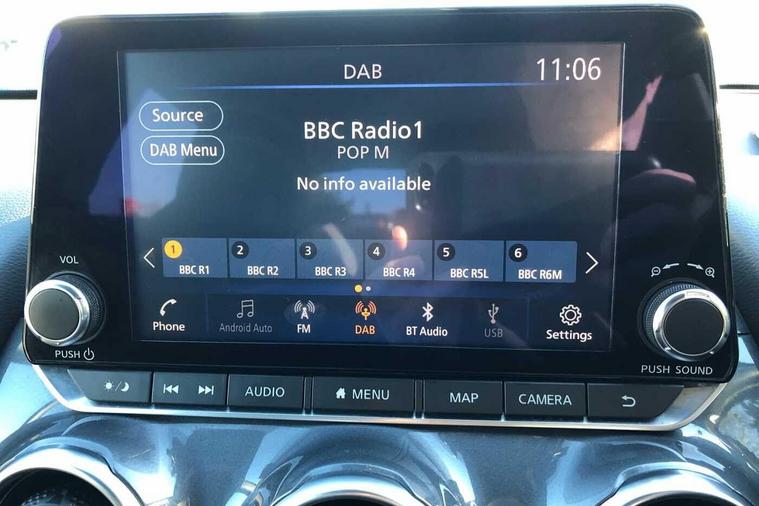 DAB
11:06
Source
DAB Menu
BBC Radio1
POP M
No info available
1 2 3 4 5 6
BBC R1 BBC R2 BBC R3 BBC R4 BBC R5L BBC R6M
Phone Android Auto FM DAB BT Audio USB Settings
VOL
PUSH
PUSH SOUND
AUDIO MENU MAP CAMERA